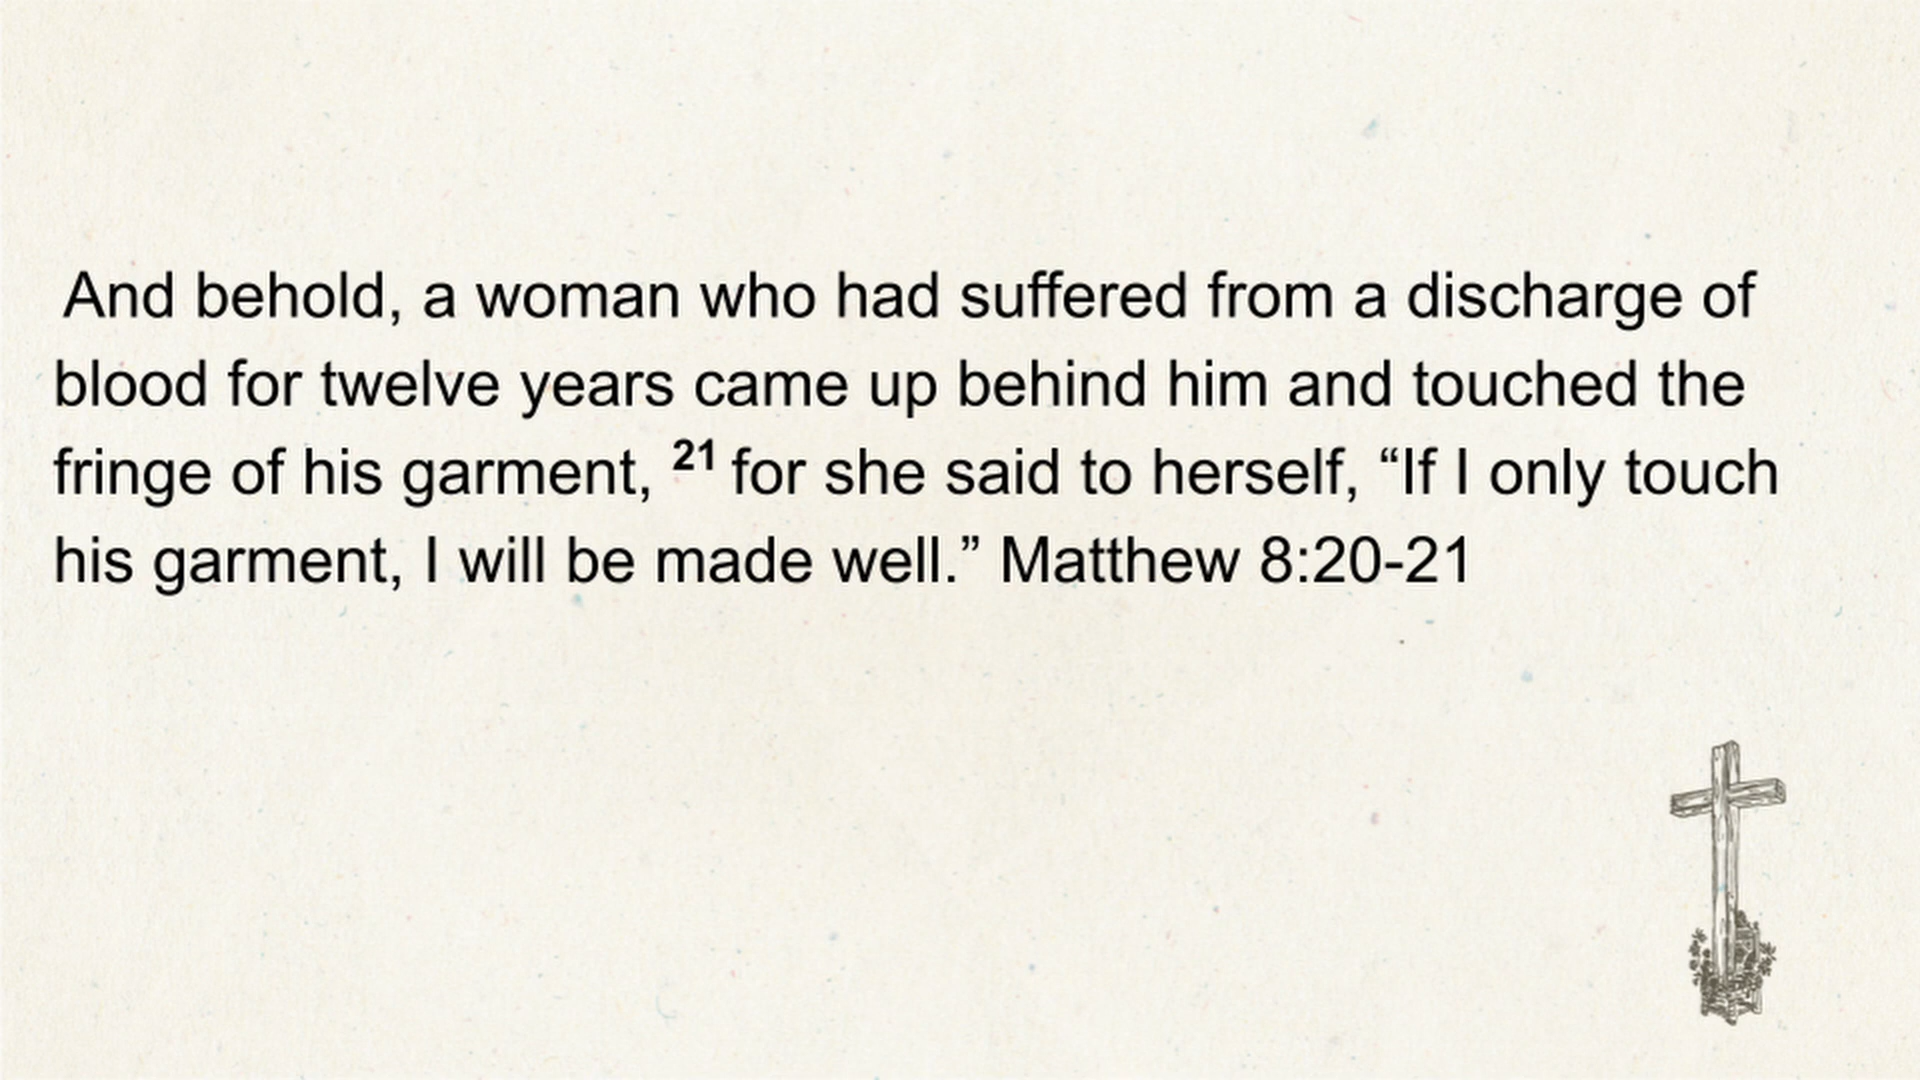 And behold, a woman who had suffered from a discharge of
blood for twelve years came up behind him and touched the
fringe of his garment, 21 for she said to herself, “If I only touch
his garment, I will be made well.” Matthew 8:20-21